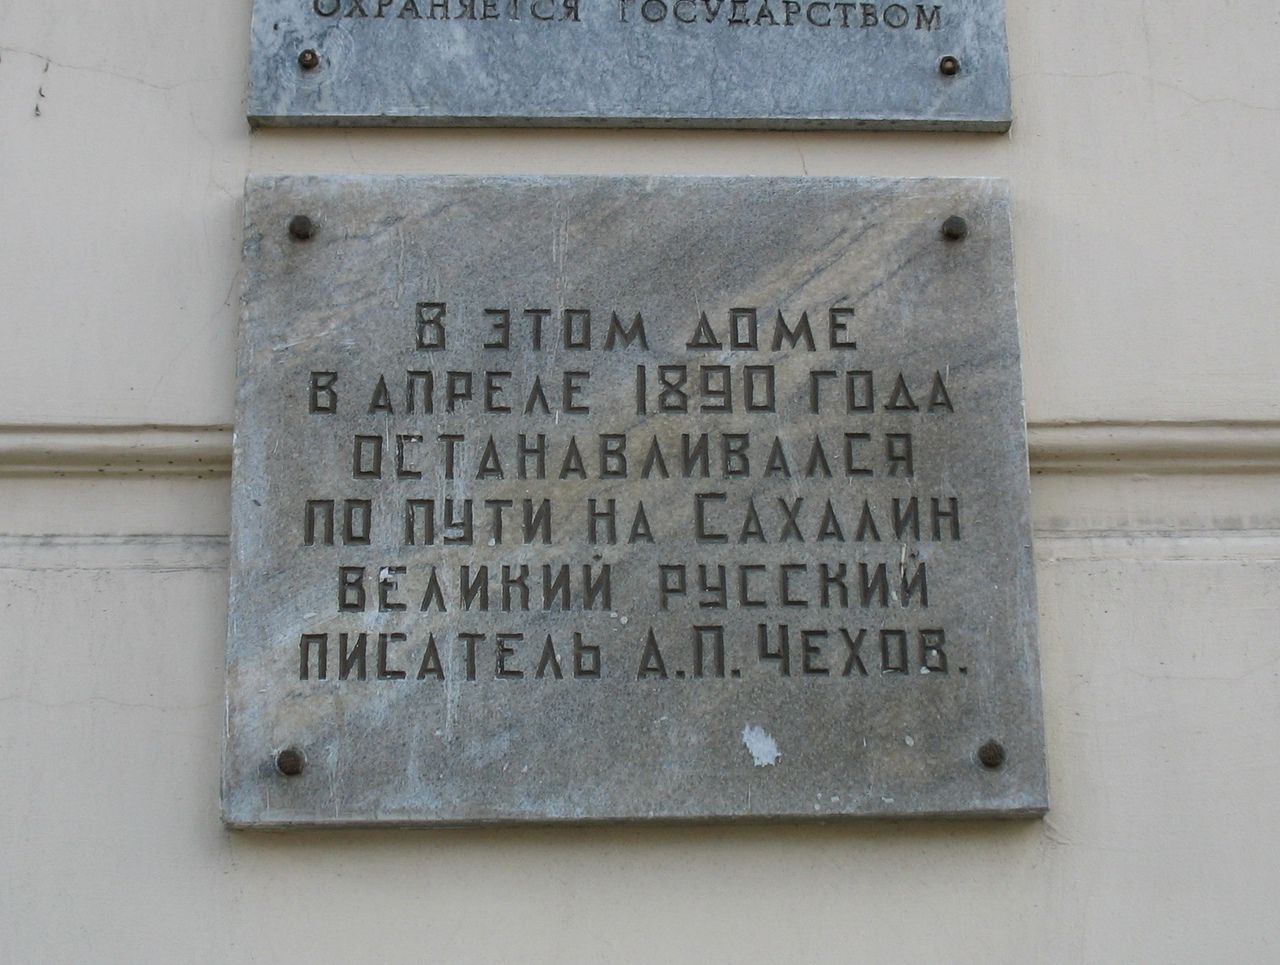 ОХРАНЯЕТСЯ ГОСУДАРСТВОМ
В ЭТОМ ДОМЕ
В АПРЕЛЕ 1890 ГОДА
ОСТАНАВЛИВАЛСЯ
ПО ПУТИ НА САХАЛИН
ВЕЛИКИЙ РУССКИЙ
ПИСАТЕЛЬ А.П. ЧЕХОВ.